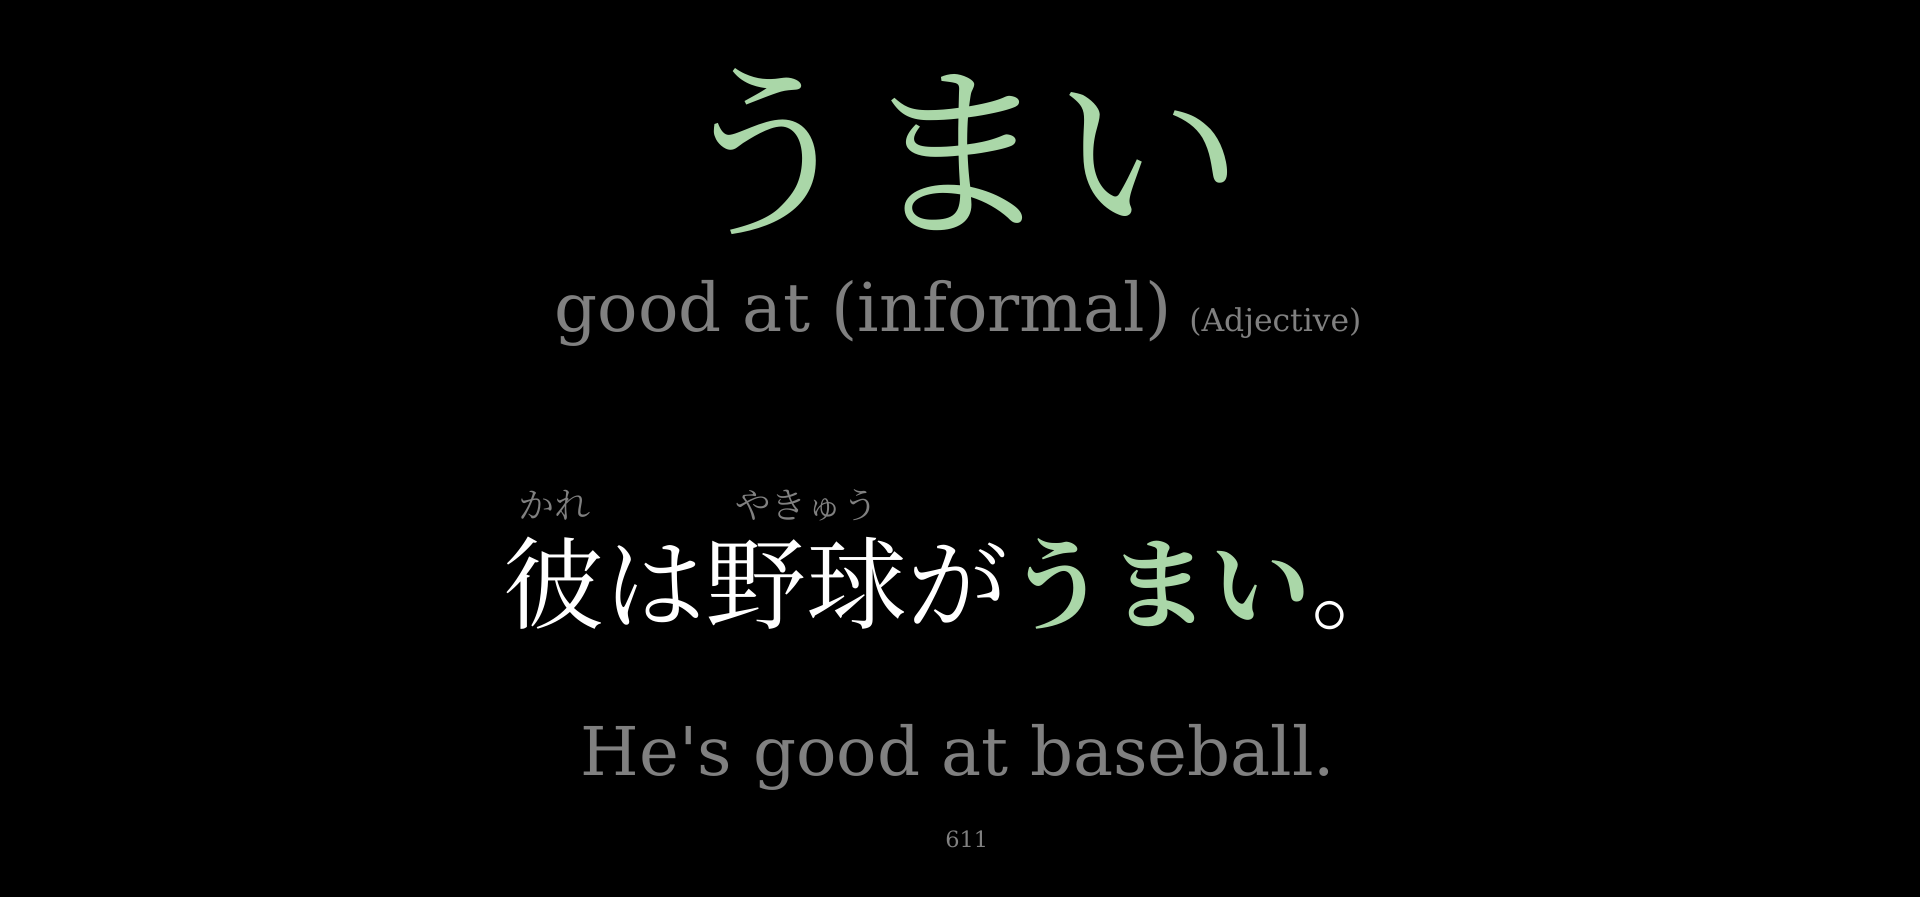 うまい
good at (informal) (Adjective)
かれ やきゅう
彼は野球がうまい。
He's good at baseball.
611